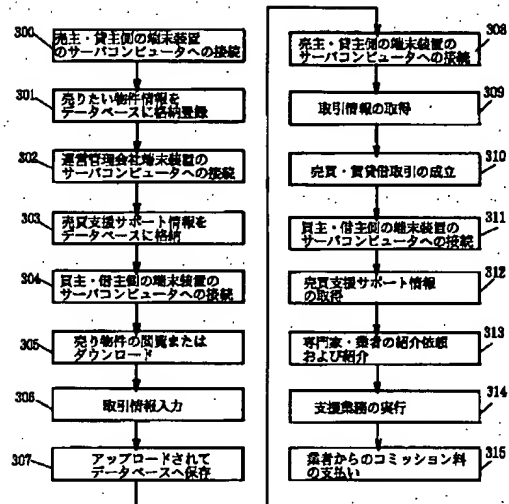 300
売主・貸主側の端末装置
のサーバコンピュータへの接続
301
売りたい物件情報を
データベースに格納登録
302
運営管理会社端末装置の
サーバコンピュータへの接続
303
売買支援サポート情報を
データベースに格納
304
買主・借主側の端末装置の
サーバコンピュータへの接続
305
売り物件の閲覧または
ダウンロード
306
取引情報入力
307
アップロードされて
データベースへ保存
308
売主・貸主側の端末装置の
サーバコンピュータへの接続
309
取引情報の取得
310
売買・賃貸借取引の成立
311
買主・借主側の端末装置の
サーバコンピュータへの接続
312
売買支援サポート情報
の取得
313
専門家・業者の紹介依頼
および紹介
314
支援業務の実行
315
業者からのコミッション料
の支払い